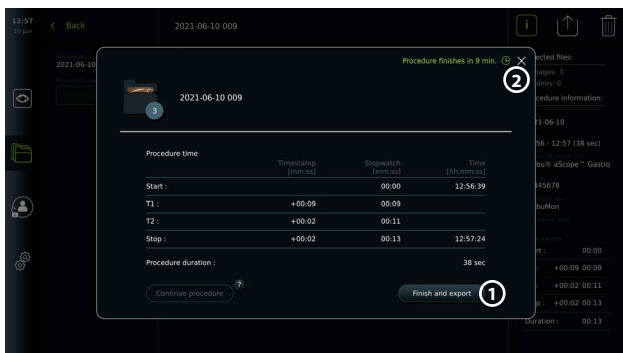 12:57
10 Jun
Back
2021-06-10 009
i
Procedure finishes in 9 min.
2
2021-06-10
2021-06-10 009
3
Procedure time
Timestamp [mm:ss]
Stopwatch [mm:ss]
Time [hh:mm:ss]
Start : 00:00 12:56:39
T1 : +00:09 00:09
T2 : +00:02 00:11
Stop : +00:02 00:13 12:57:24
Procedure duration : 38 sec
Continue procedure ?
Finish and export
1
ected files:
ages: 3
deos: 0
cedure information:
21-06-10
56 - 12:57 (38 sec)
bu® aScope™ Gastro
345678
buMon
rt : 00:00
: +00:09 00:09
: +00:02 00:11
p : +00:02 00:13
Duration : 00:13